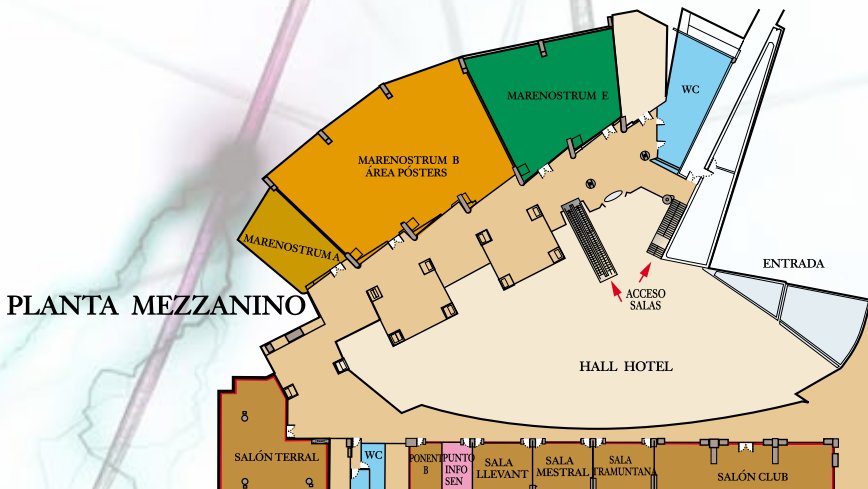 WC
MARENOSTRUM E
MARENOSTRUM B
ÁREA PÓSTERS
MARENOSTRUM A
ENTRADA
PLANTA MEZZANINO
ACCESO
SALAS
HALL HOTEL
SALÓN TERRAL
WC
PONENT
B
PUNTO
INFO
SEN
SALA
LLEVANT
SALA
MESTRAL
SALA
TRAMUNTANA
SALÓN CLUB